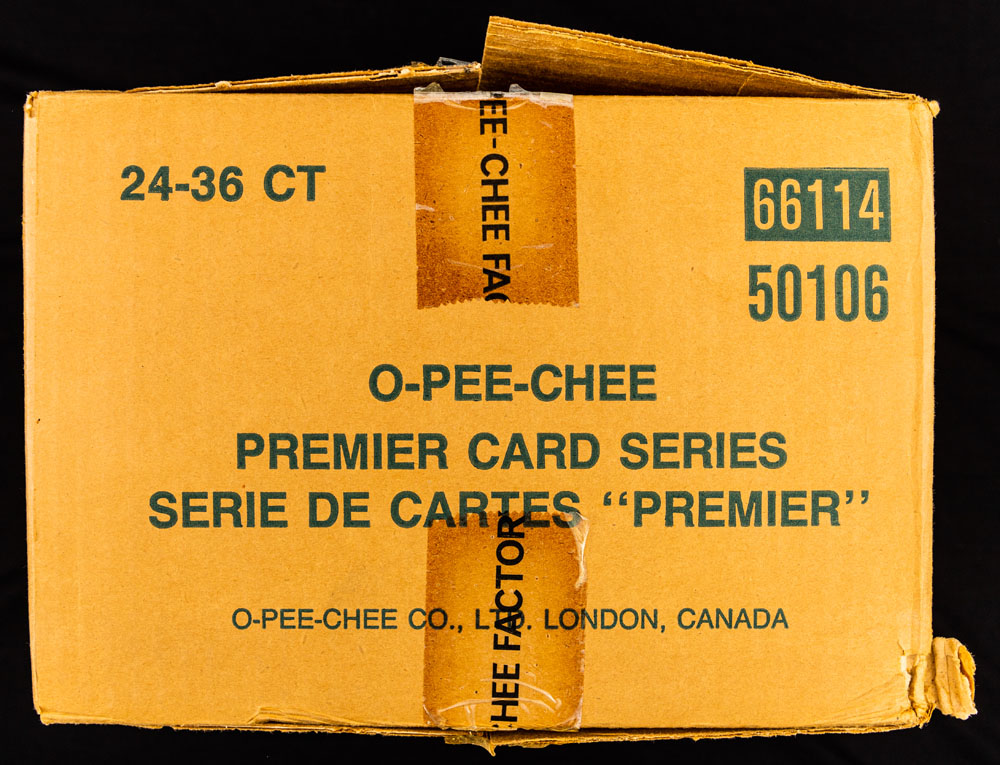 24-36 CT
66114
50106
EE-CHEE FAC
O-PEE-CHEE
PREMIER CARD SERIES
SERIE DE CARTES “PREMIER”
O-PEE-CHEE CO., LTD. LONDON, CANADA
CHEE FACTOR